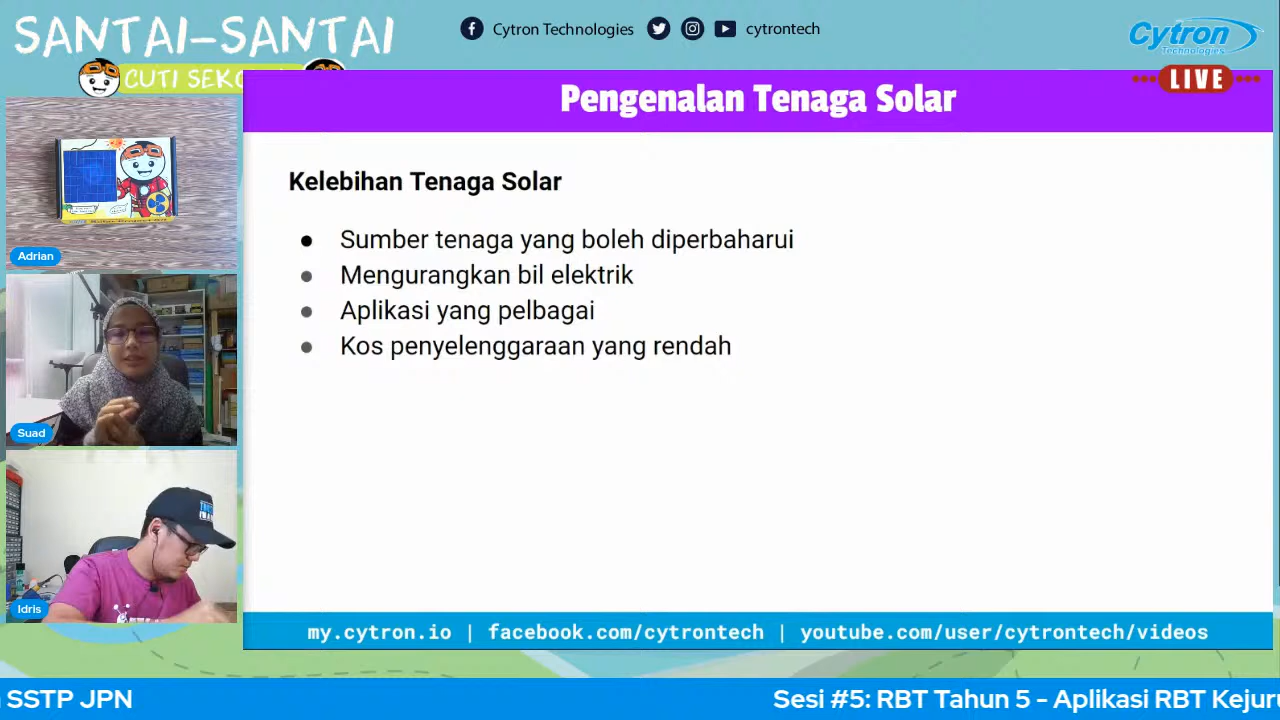 SANTAI-SANTAI
CUTI SEKO
Cytron Technologies
cytrontech
Cytron
Technologies
LIVE
Pengenalan Tenaga Solar
Kelebihan Tenaga Solar
● Sumber tenaga yang boleh diperbaharui
● Mengurangkan bil elektrik
● Aplikasi yang pelbagai
● Kos penyelenggaraan yang rendah
Adrian
Suad
Idris
my.cytron.io | facebook.com/cytrontech | youtube.com/user/cytrontech/videos
SSTP JPN
Sesi #5: RBT Tahun 5 - Aplikasi RBT Kejuru